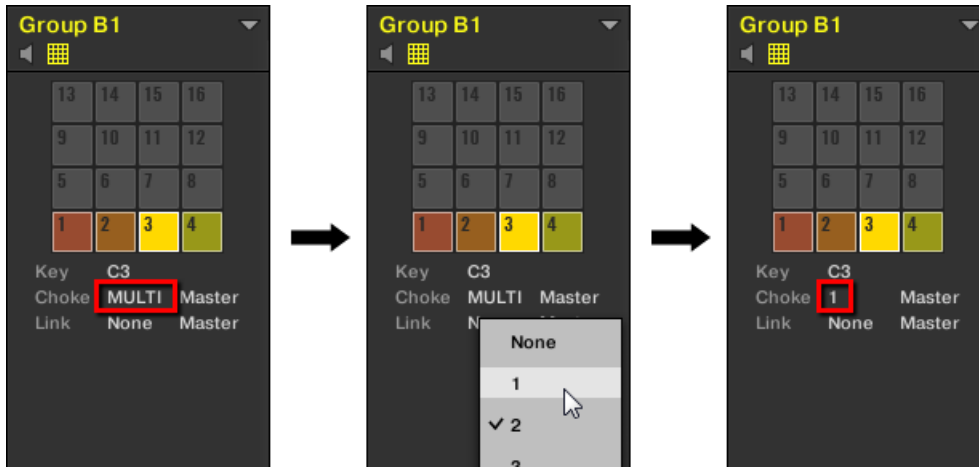 Group B1
13 14 15 16
9 10 11 12
5 6 7 8
1 2 3 4
Key C3
Choke MULTI Master
Link None Master
Group B1
13 14 15 16
9 10 11 12
5 6 7 8
1 2 3 4
Key C3
Choke MULTI Master
Link
None
1
✓ 2
Group B1
13 14 15 16
9 10 11 12
5 6 7 8
1 2 3 4
Key C3
Choke 1 Master
Link None Master